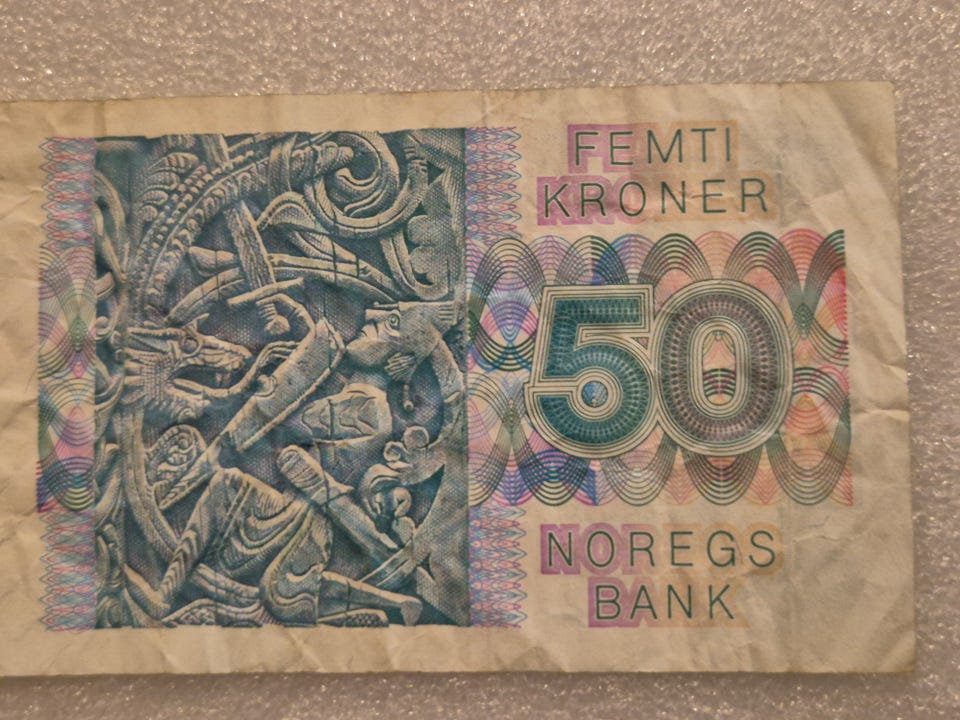 FEMTI
KRONER
50
NOREGS
BANK